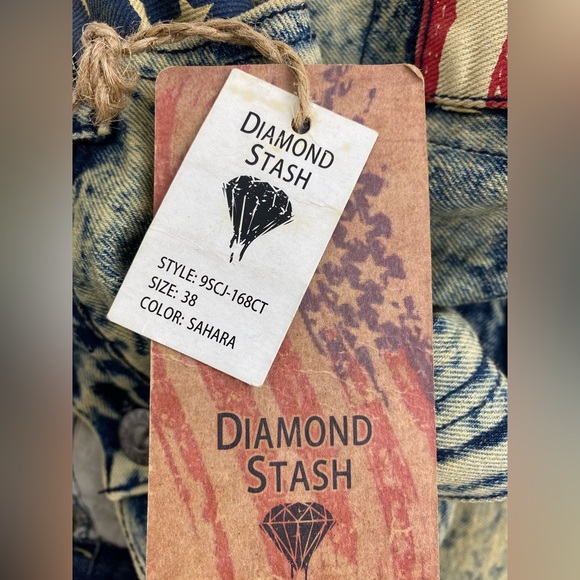 DIAMOND
STASH
STYLE: 9SCJ-168CT
SIZE: 38
COLOR: SAHARA
DIAMOND
STASH